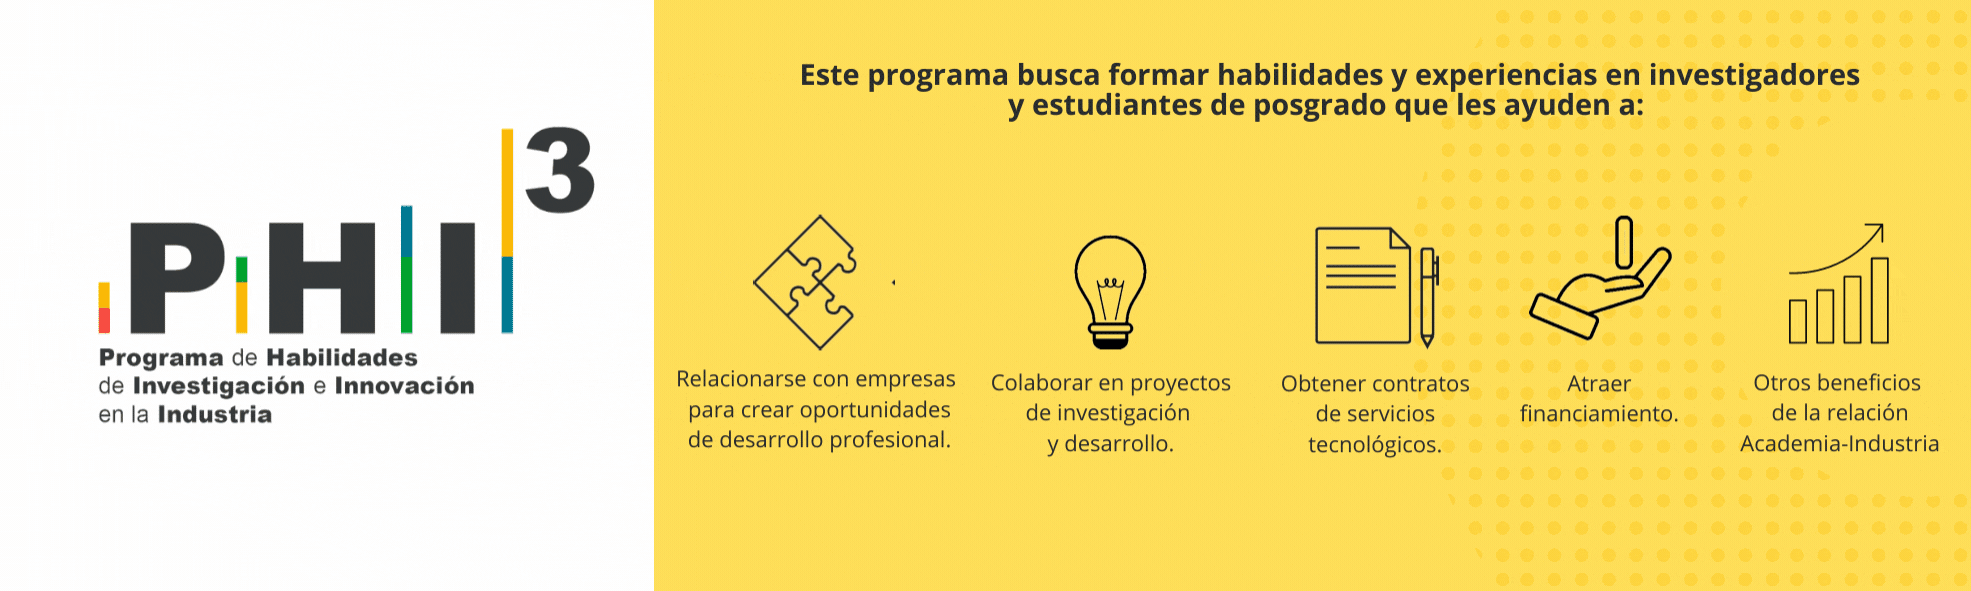 PHI3
Programa de Habilidades
de Investigación e Innovación
en la Industria
Este programa busca formar habilidades y experiencias en investigadores
y estudiantes de posgrado que les ayuden a:
Relacionarse con empresas
para crear oportunidades
de desarrollo profesional.
Colaborar en proyectos
de investigación
y desarrollo.
Obtener contratos
de servicios
tecnológicos.
Atraer
financiamiento.
Otros beneficios
de la relación
Academia-Industria